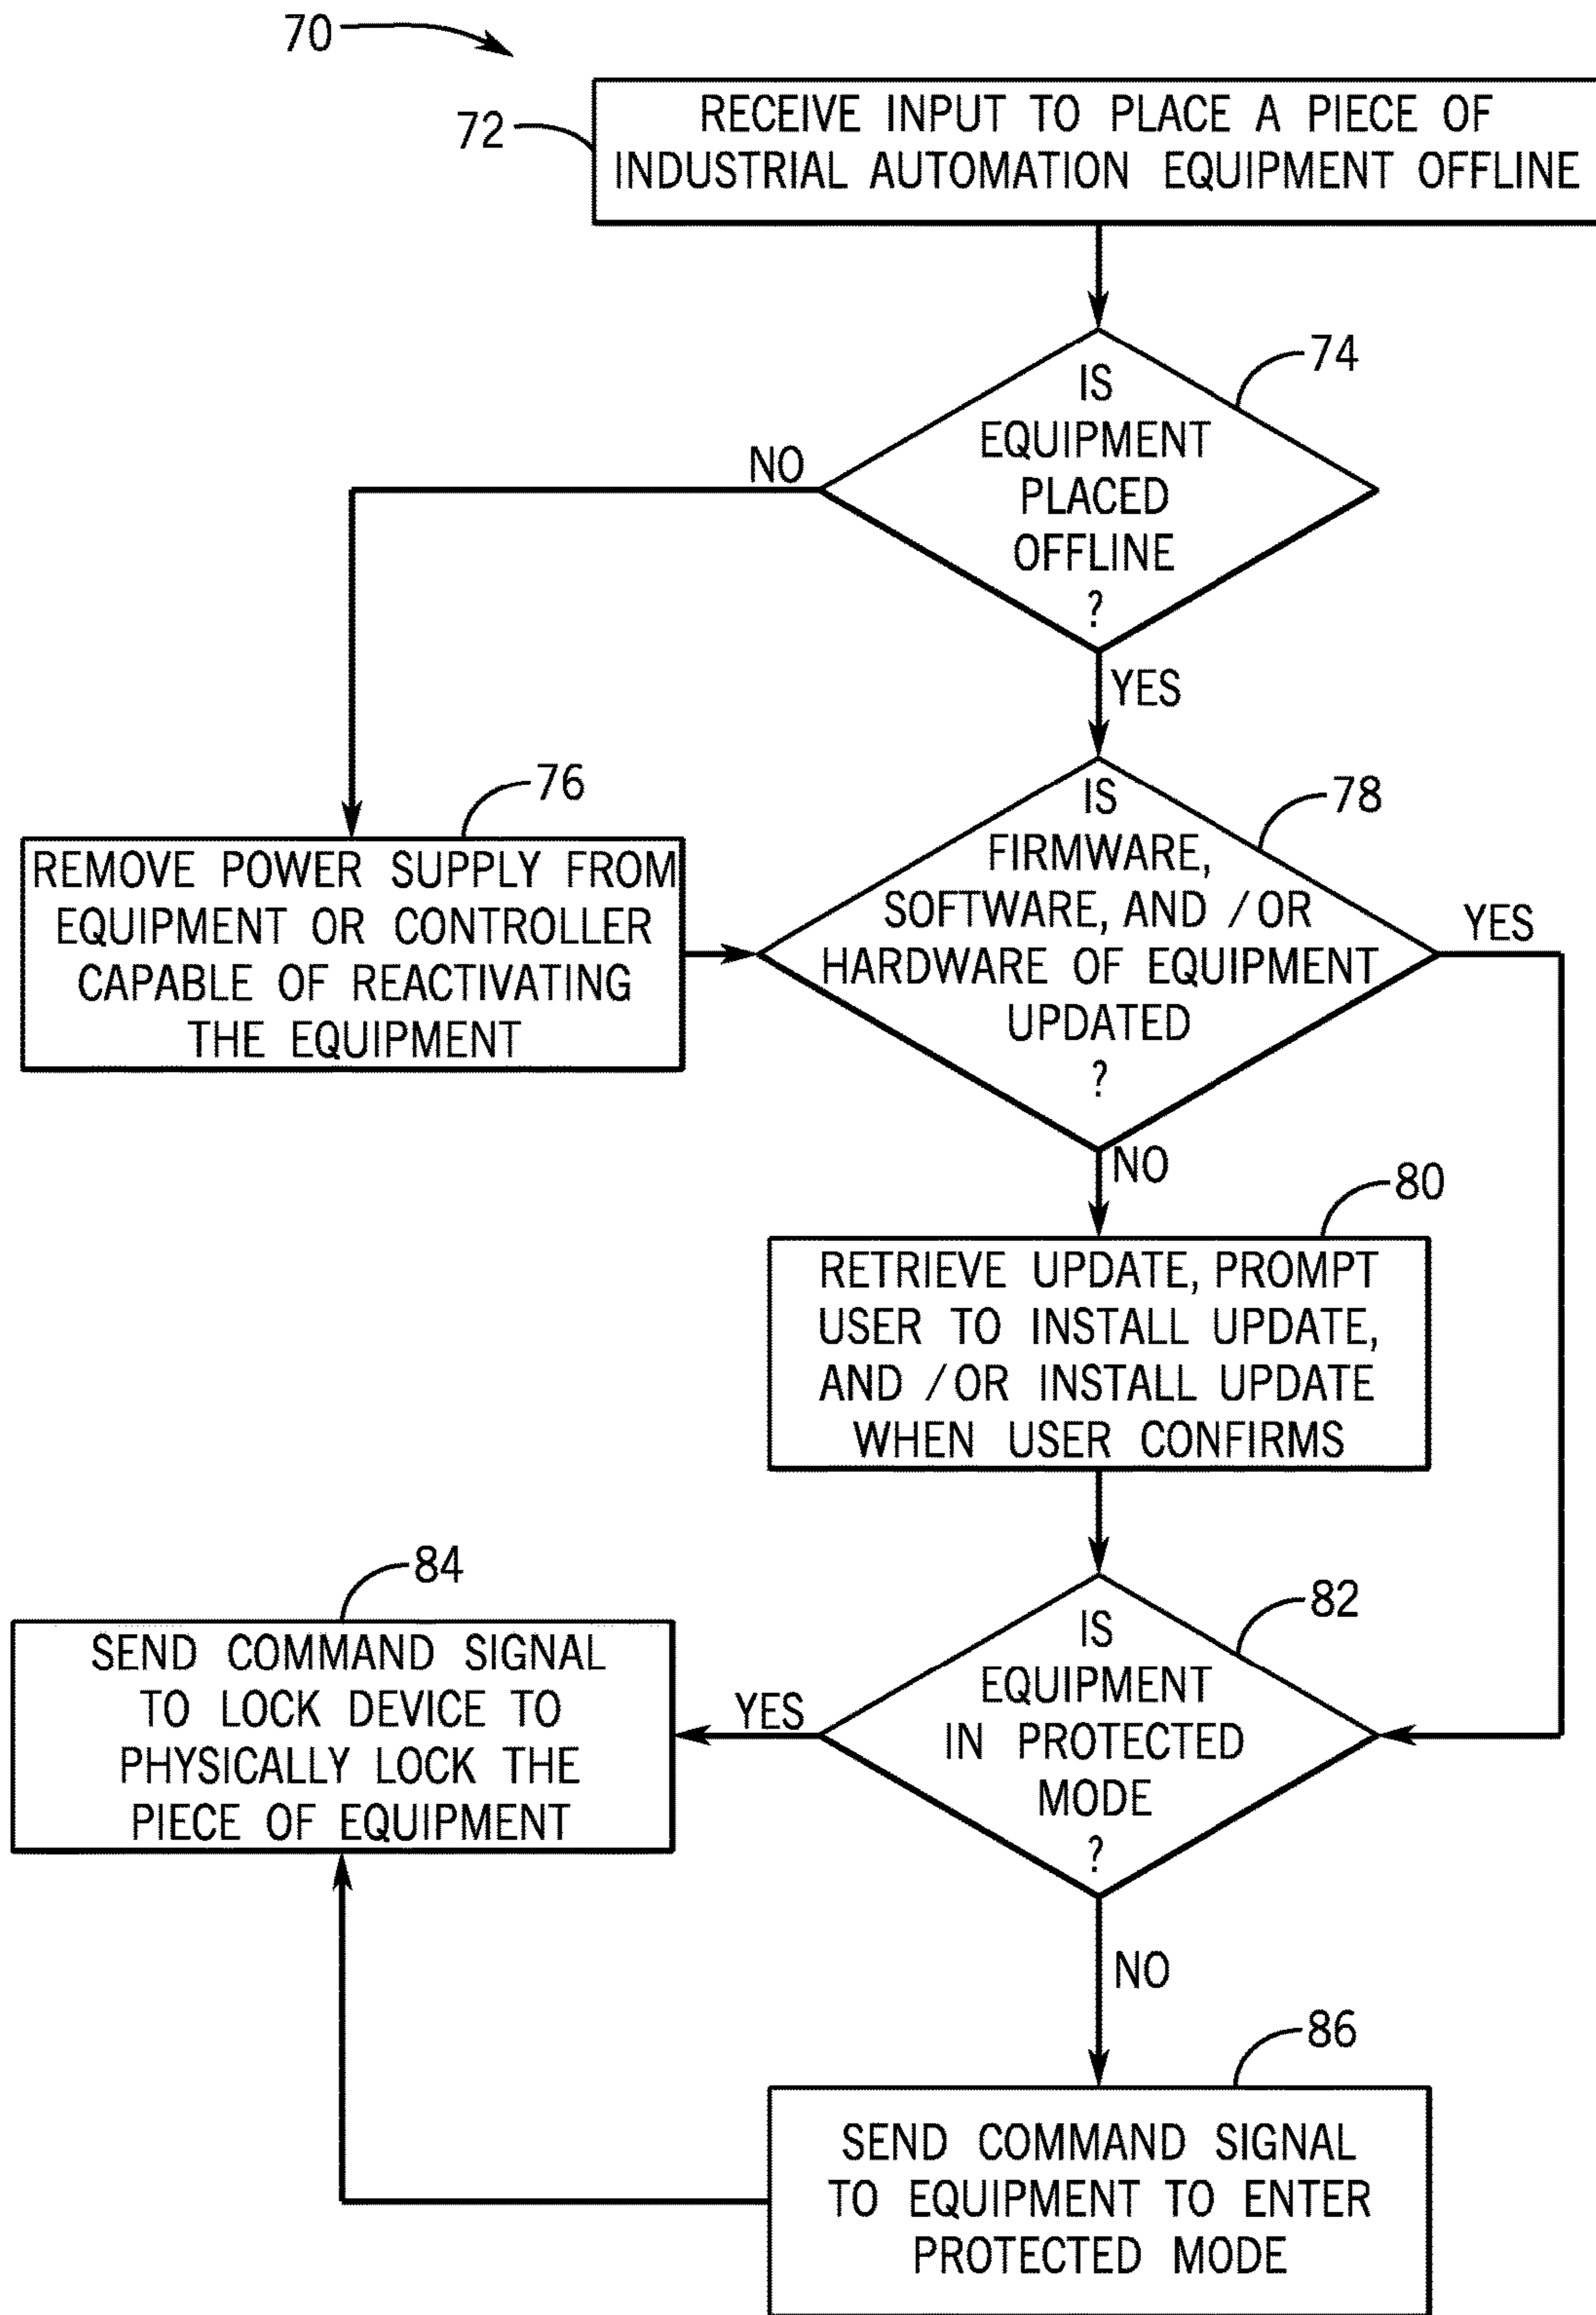 70
72
RECEIVE INPUT TO PLACE A PIECE OF
INDUSTRIAL AUTOMATION EQUIPMENT OFFLINE
74
IS
EQUIPMENT
PLACED
OFFLINE
?
NO
YES
76
REMOVE POWER SUPPLY FROM
EQUIPMENT OR CONTROLLER
CAPABLE OF REACTIVATING
THE EQUIPMENT
78
IS
FIRMWARE,
SOFTWARE, AND /OR
HARDWARE OF EQUIPMENT
UPDATED
?
YES
NO
80
RETRIEVE UPDATE, PROMPT
USER TO INSTALL UPDATE,
AND /OR INSTALL UPDATE
WHEN USER CONFIRMS
82
IS
EQUIPMENT
IN PROTECTED
MODE
?
YES
84
SEND COMMAND SIGNAL
TO LOCK DEVICE TO
PHYSICALLY LOCK THE
PIECE OF EQUIPMENT
NO
86
SEND COMMAND SIGNAL
TO EQUIPMENT TO ENTER
PROTECTED MODE